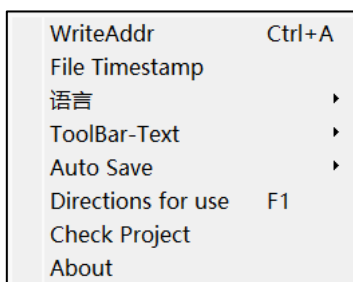 WriteAddr Ctrl+A
File Timestamp
语言
ToolBar-Text
Auto Save
Directions for use F1
Check Project
About